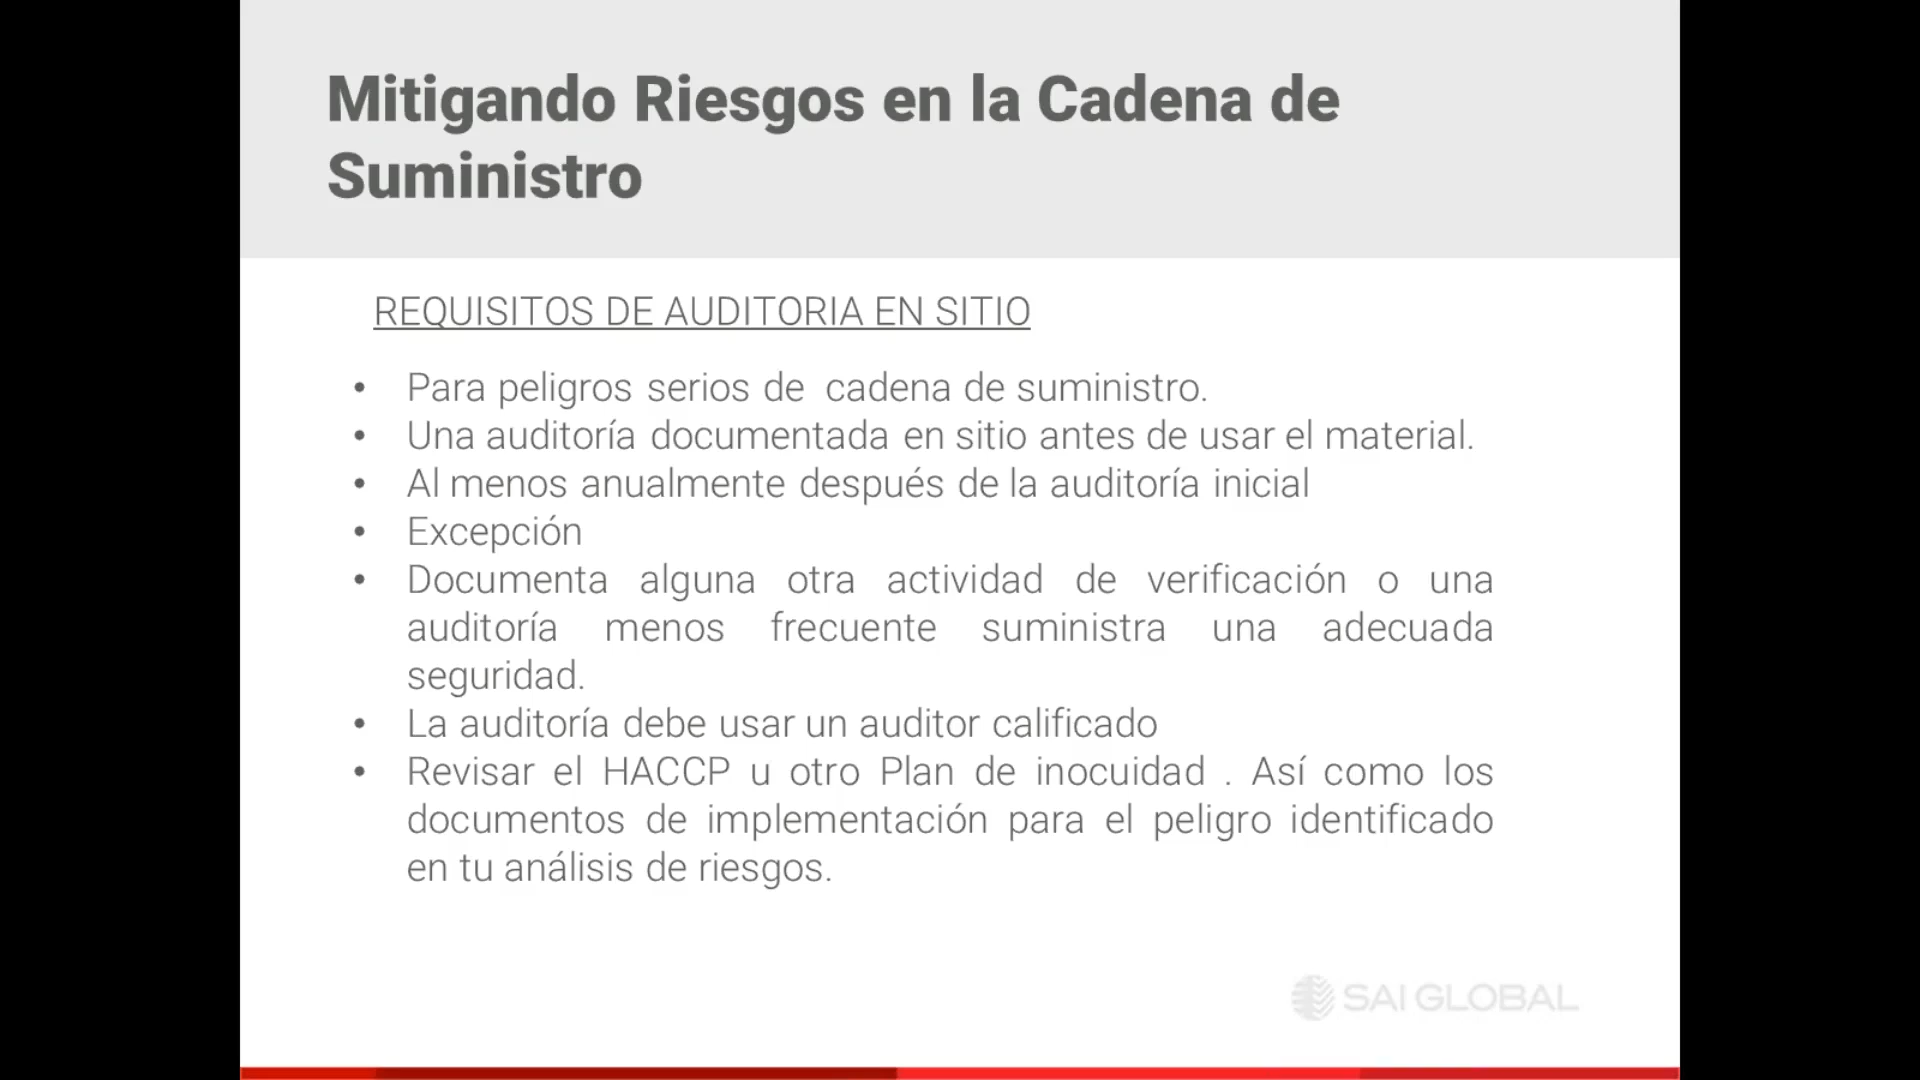 Mitigando Riesgos en la Cadena de
Suministro
REQUISITOS DE AUDITORIA EN SITIO
• Para peligros serios de cadena de suministro.
• Una auditoría documentada en sitio antes de usar el material.
• Al menos anualmente después de la auditoría inicial
• Excepción
• Documenta alguna otra actividad de verificación o una
auditoría menos frecuente suministra una adecuada
seguridad.
• La auditoría debe usar un auditor calificado
• Revisar el HACCP u otro Plan de inocuidad . Así como los
documentos de implementación para el peligro identificado
en tu análisis de riesgos.
SAI GLOBAL